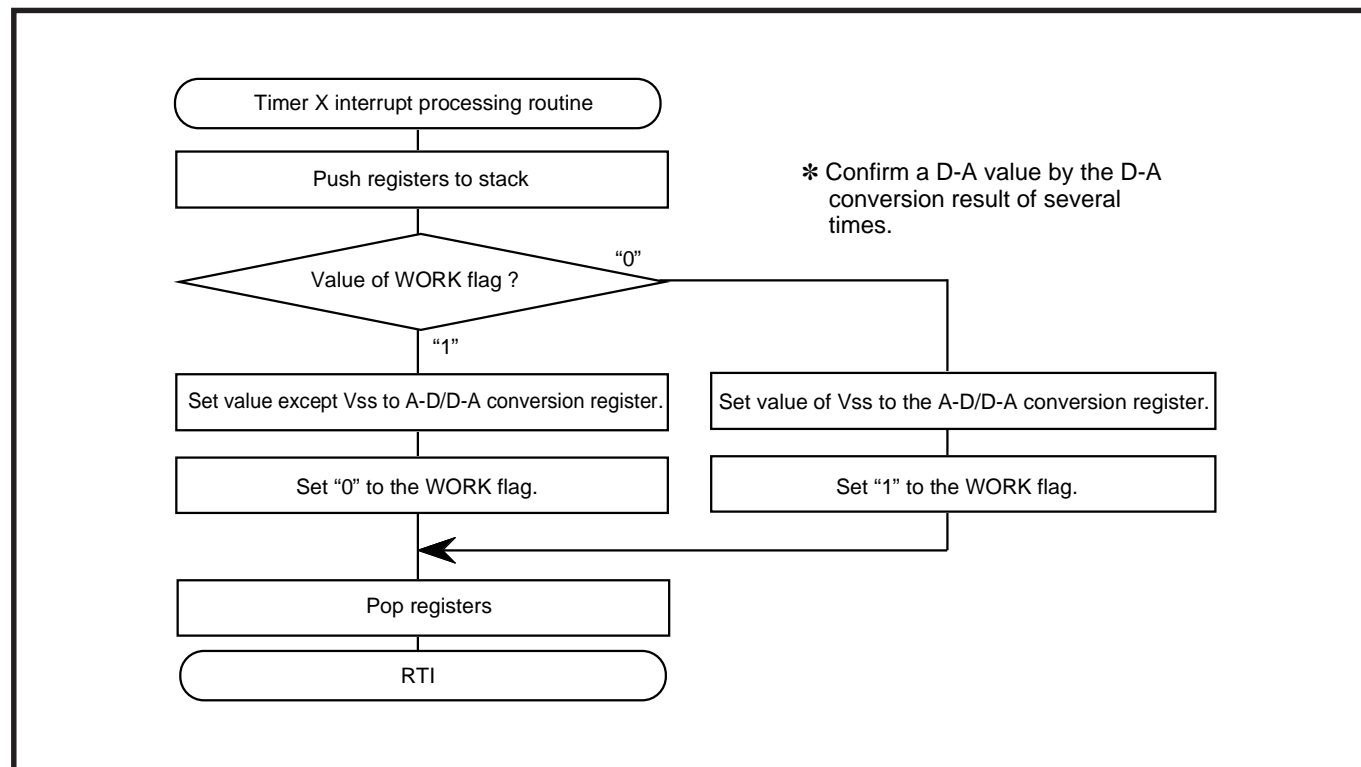 Timer X interrupt processing routine
Push registers to stack
✽ Confirm a D-A value by the D-A
conversion result of several
times.
Value of WORK flag ?
“0”
“1”
Set value except Vss to A-D/D-A conversion register.
Set value of Vss to the A-D/D-A conversion register.
Set “0” to the WORK flag.
Set “1” to the WORK flag.
Pop registers
RTI